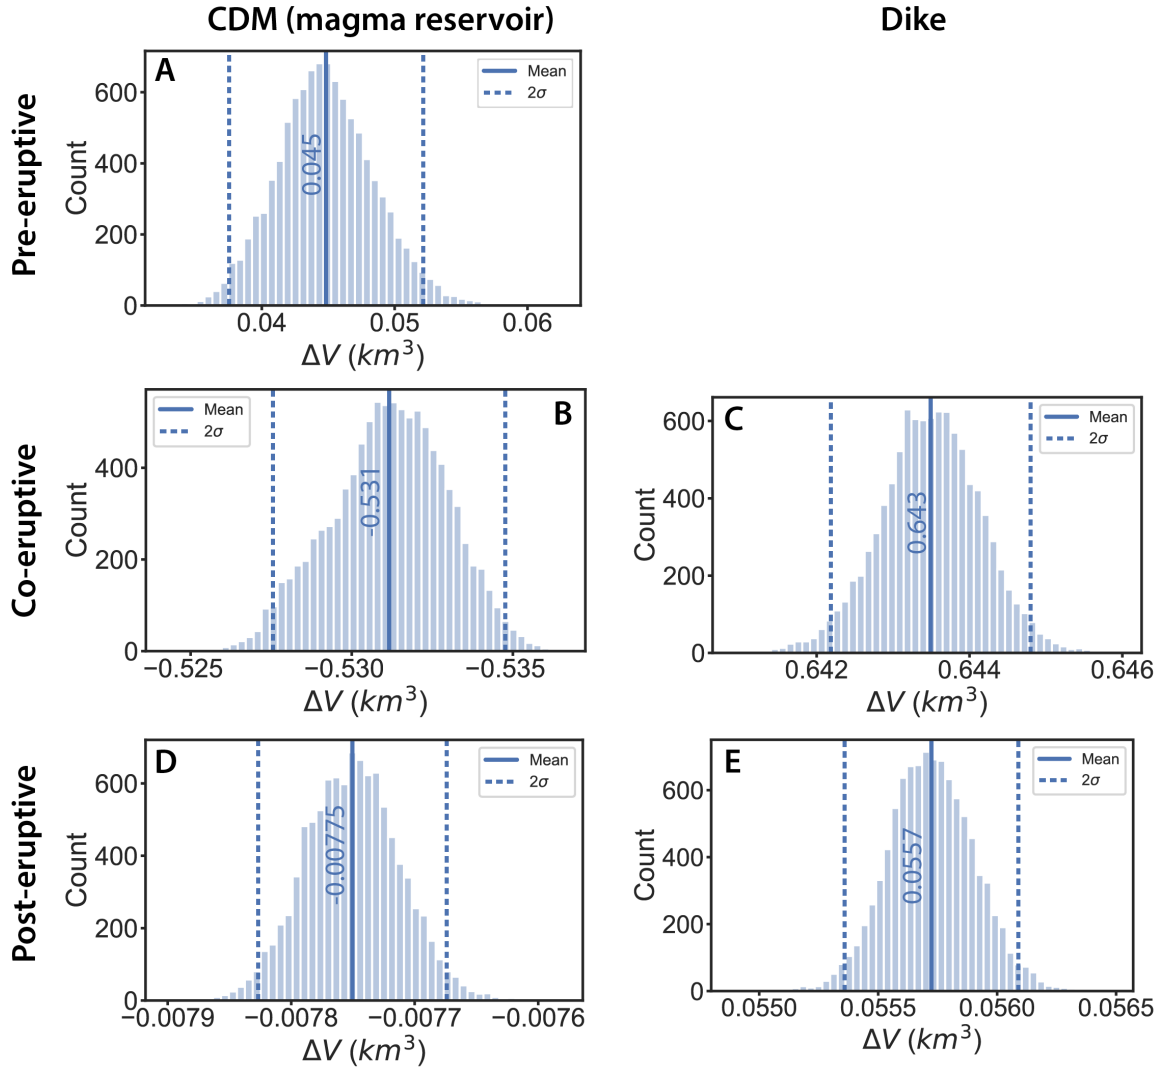 CDM (magma reservoir)
Dike
Pre-eruptive
A
Mean
2σ
0.045
Count
600
400
200
0
0.04
0.05
0.06
ΔV (km³)
Co-eruptive
B
Mean
2σ
-0.531
Count
400
200
0
−0.525
−0.530
−0.535
ΔV (km³)
C
Mean
2σ
0.643
Count
600
400
200
0
0.642
0.644
0.646
ΔV (km³)
Post-eruptive
D
Mean
2σ
-0.00775
Count
600
400
200
0
−0.0079
−0.0078
−0.0077
−0.0076
ΔV (km³)
E
Mean
2σ
0.0557
Count
600
400
200
0
0.0550
0.0555
0.0560
0.0565
ΔV (km³)